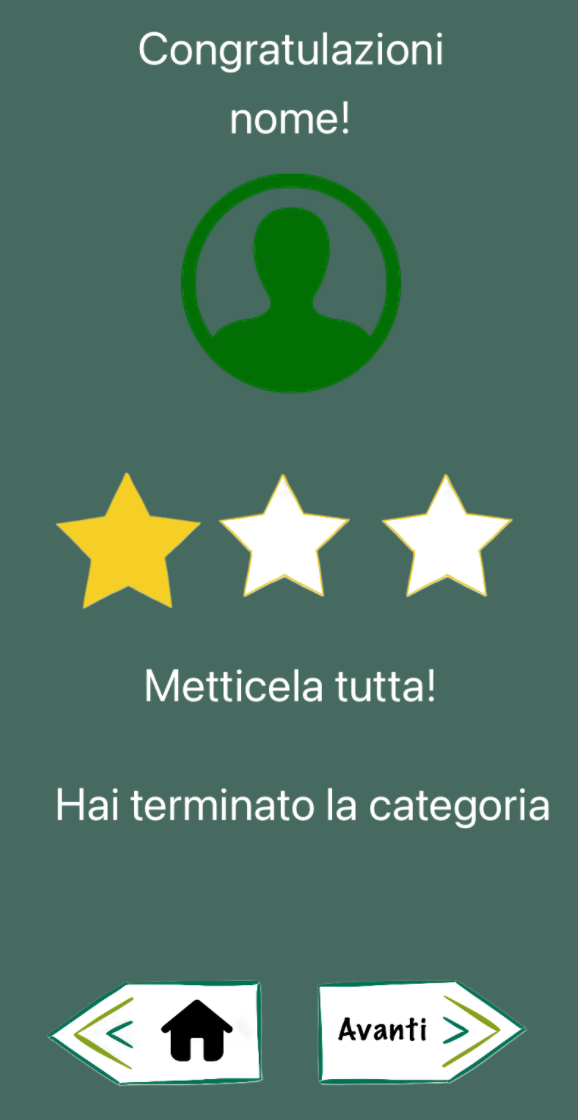 Congratulazioni
nome!
Metticela tutta!
Hai terminato la categoria
Avanti